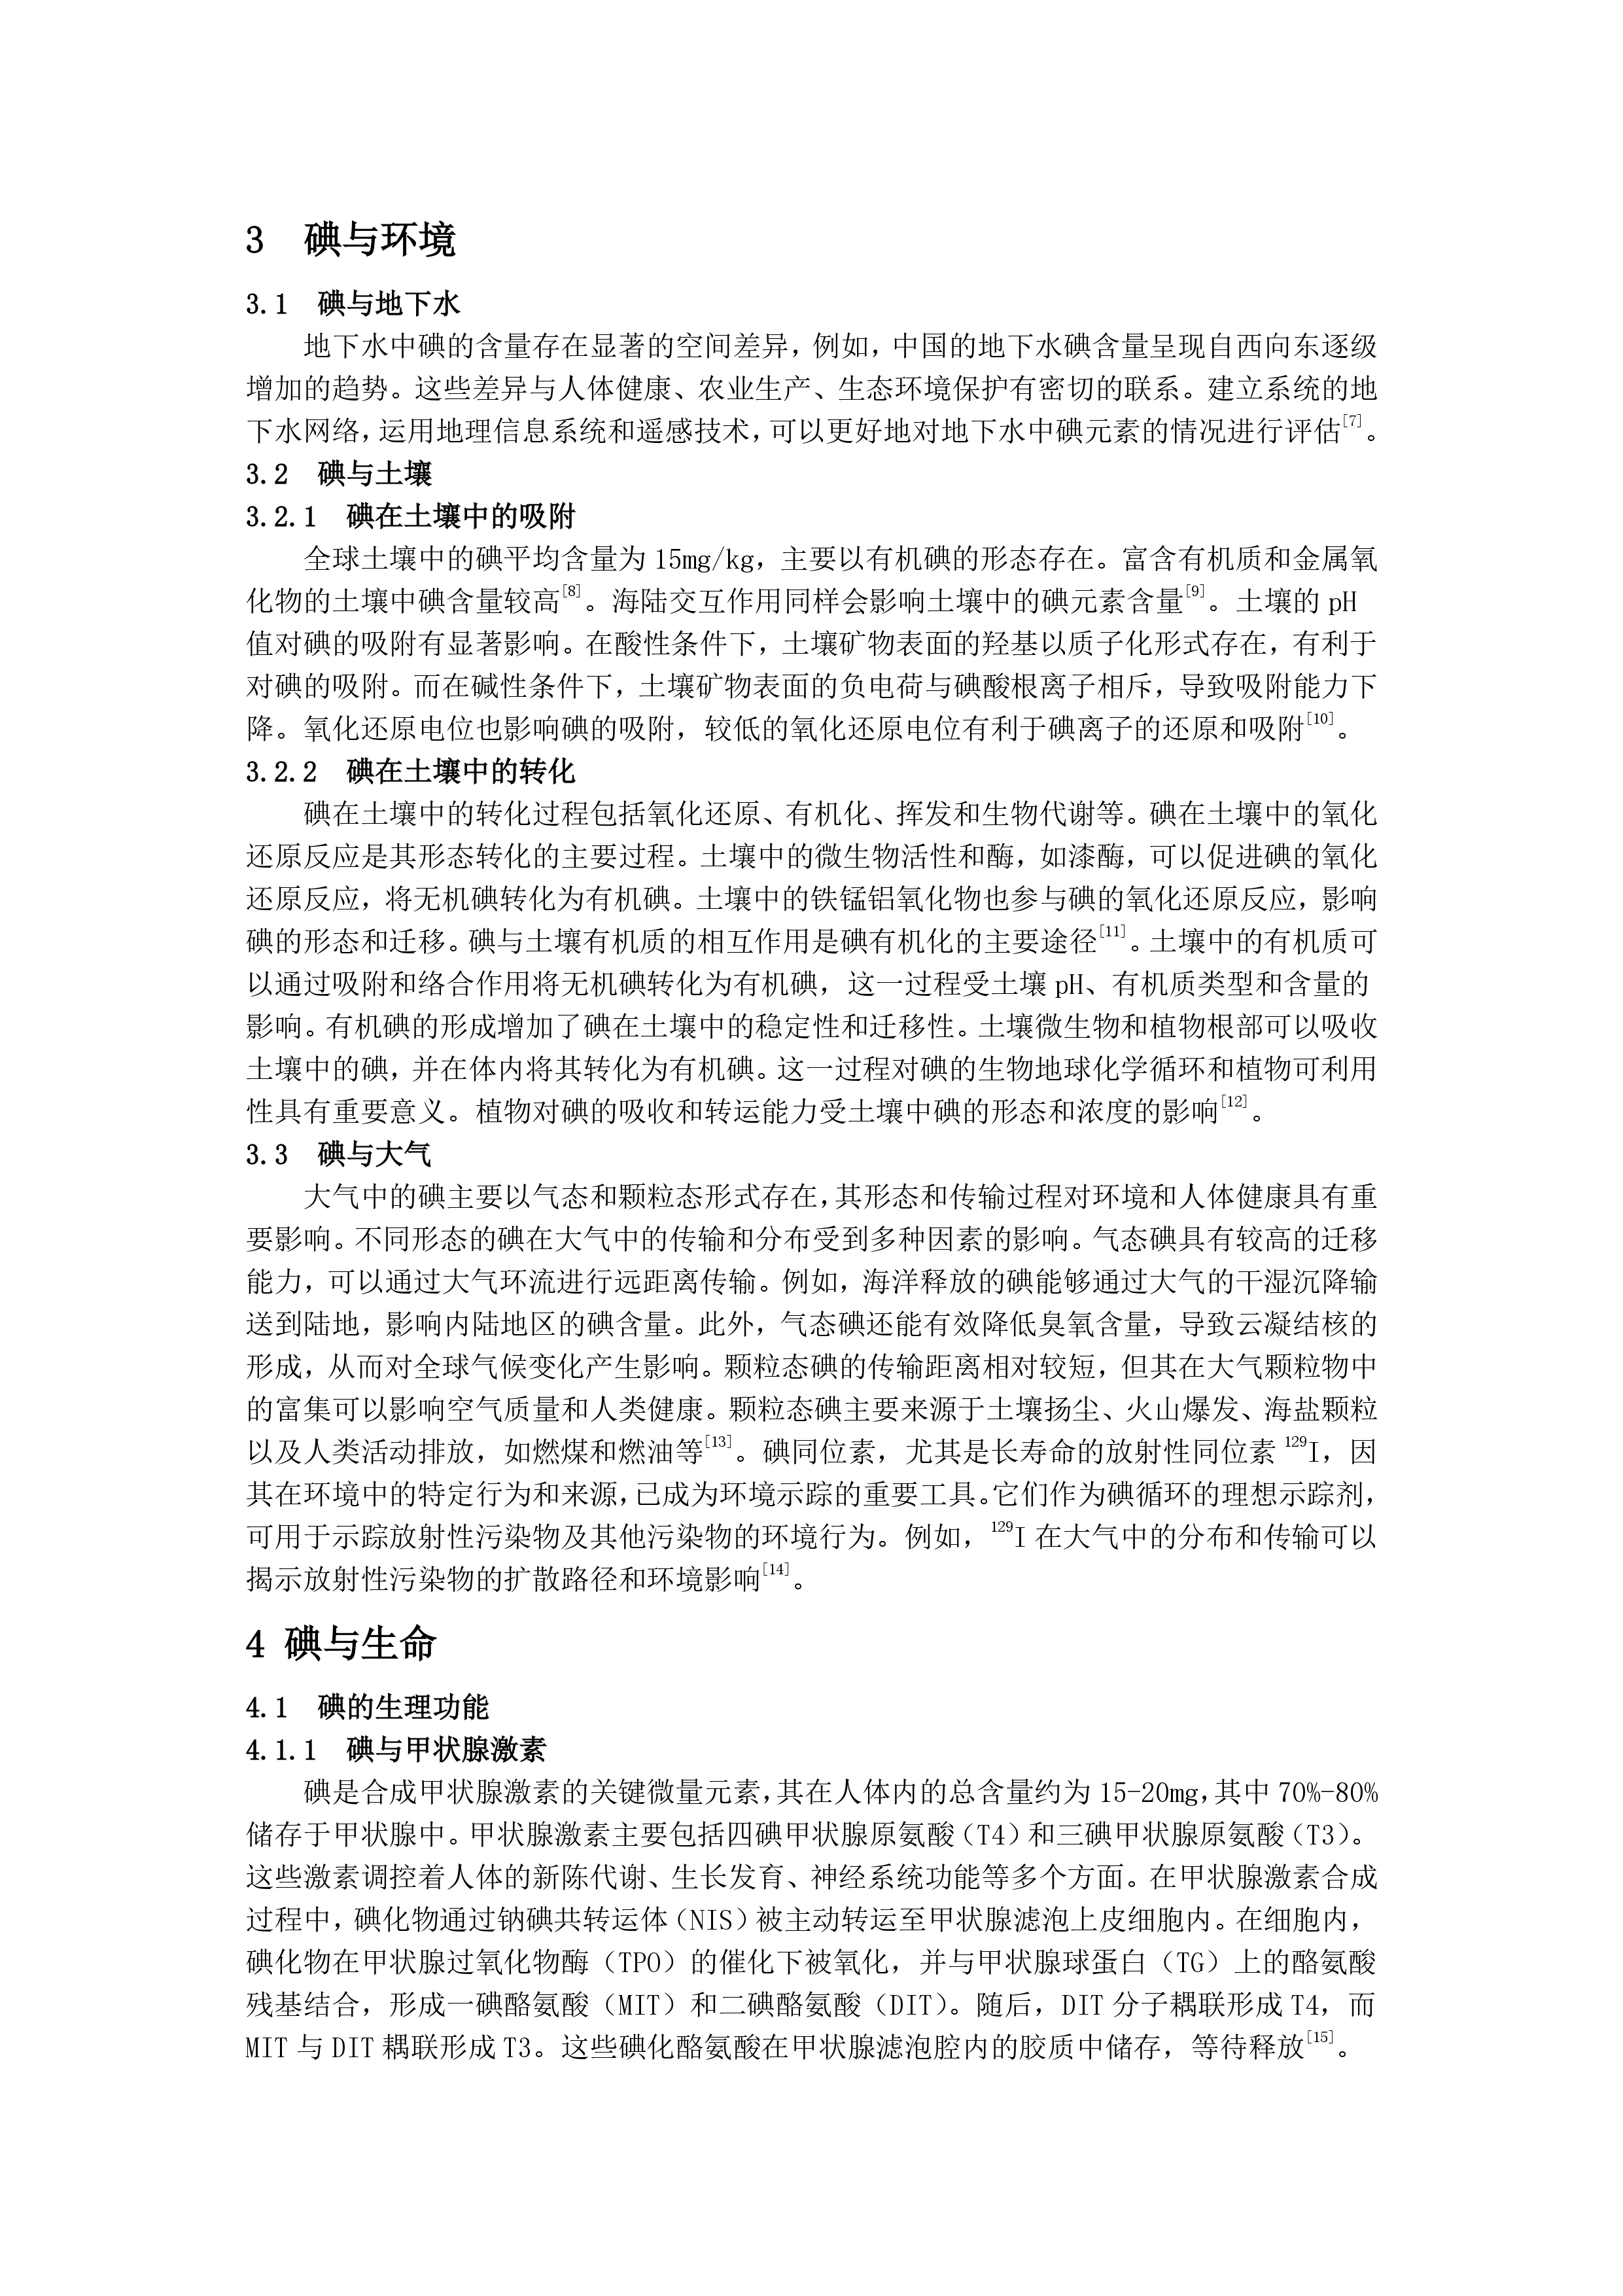 3 碘与环境
3.1 碘与地下水
地下水中碘的含量存在显著的空间差异，例如，中国的地下水碘含量呈现自西向东逐级
增加的趋势。这些差异与人体健康、农业生产、生态环境保护有密切的联系。建立系统的地
下水网络，运用地理信息系统和遥感技术，可以更好地对地下水中碘元素的情况进行评估[7]。
3.2 碘与土壤
3.2.1 碘在土壤中的吸附
全球土壤中的碘平均含量为 15mg/kg，主要以有机碘的形态存在。富含有机质和金属氧
化物的土壤中碘含量较高[8]。海陆交互作用同样会影响土壤中的碘元素含量[9]。土壤的 pH
值对碘的吸附有显著影响。在酸性条件下，土壤矿物表面的羟基以质子化形式存在，有利于
对碘的吸附。而在碱性条件下，土壤矿物表面的负电荷与碘酸根离子相斥，导致吸附能力下
降。氧化还原电位也影响碘的吸附，较低的氧化还原电位有利于碘离子的还原和吸附[10]。
3.2.2 碘在土壤中的转化
碘在土壤中的转化过程包括氧化还原、有机化、挥发和生物代谢等。碘在土壤中的氧化
还原反应是其形态转化的主要过程。土壤中的微生物活性和酶，如漆酶，可以促进碘的氧化
还原反应，将无机碘转化为有机碘。土壤中的铁锰铝氧化物也参与碘的氧化还原反应，影响
碘的形态和迁移。碘与土壤有机质的相互作用是碘有机化的主要途径[11]。土壤中的有机质可
以通过吸附和络合作用将无机碘转化为有机碘，这一过程受土壤 pH、有机质类型和含量的
影响。有机碘的形成增加了碘在土壤中的稳定性和迁移性。土壤微生物和植物根部可以吸收
土壤中的碘，并在体内将其转化为有机碘。这一过程对碘的生物地球化学循环和植物可利用
性具有重要意义。植物对碘的吸收和转运能力受土壤中碘的形态和浓度的影响[12]。
3.3 碘与大气
大气中的碘主要以气态和颗粒态形式存在，其形态和传输过程对环境和人体健康具有重
要影响。不同形态的碘在大气中的传输和分布受到多种因素的影响。气态碘具有较高的迁移
能力，可以通过大气环流进行远距离传输。例如，海洋释放的碘能够通过大气的干湿沉降输
送到陆地，影响内陆地区的碘含量。此外，气态碘还能有效降低臭氧含量，导致云凝结核的
形成，从而对全球气候变化产生影响。颗粒态碘的传输距离相对较短，但其在大气颗粒物中
的富集可以影响空气质量和人类健康。颗粒态碘主要来源于土壤扬尘、火山爆发、海盐颗粒
以及人类活动排放，如燃煤和燃油等[13]。碘同位素，尤其是长寿命的放射性同位素 129I，因
其在环境中的特定行为和来源，已成为环境示踪的重要工具。它们作为碘循环的理想示踪剂，
可用于示踪放射性污染物及其他污染物的环境行为。例如，129I 在大气中的分布和传输可以
揭示放射性污染物的扩散路径和环境影响[14]。
4 碘与生命
4.1 碘的生理功能
4.1.1 碘与甲状腺激素
碘是合成甲状腺激素的关键微量元素，其在人体内的总含量约为 15-20mg，其中 70%-80%
储存于甲状腺中。甲状腺激素主要包括四碘甲状腺原氨酸（T4）和三碘甲状腺原氨酸（T3）。
这些激素调控着人体的新陈代谢、生长发育、神经系统功能等多个方面。在甲状腺激素合成
过程中，碘化物通过钠碘共转运体（NIS）被主动转运至甲状腺滤泡上皮细胞内。在细胞内，
碘化物在甲状腺过氧化物酶（TPO）的催化下被氧化，并与甲状腺球蛋白（TG）上的酪氨酸
残基结合，形成一碘酪氨酸（MIT）和二碘酪氨酸（DIT）。随后，DIT 分子耦联形成 T4，而
MIT 与 DIT 耦联形成 T3。这些碘化酪氨酸在甲状腺滤泡腔内的胶质中储存，等待释放[15]。